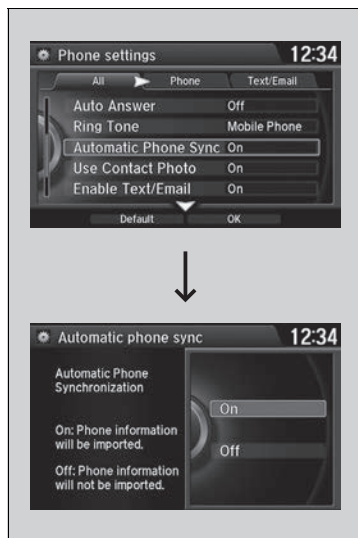 Phone settings 12:34
All Phone Text/Email
Auto Answer Off
Ring Tone Mobile Phone
Automatic Phone Sync On
Use Contact Photo On
Enable Text/Email On
Default OK
Automatic phone sync 12:34
Automatic Phone
Synchronization
On: Phone information
will be imported.
Off: Phone information
will not be imported.
On
Off